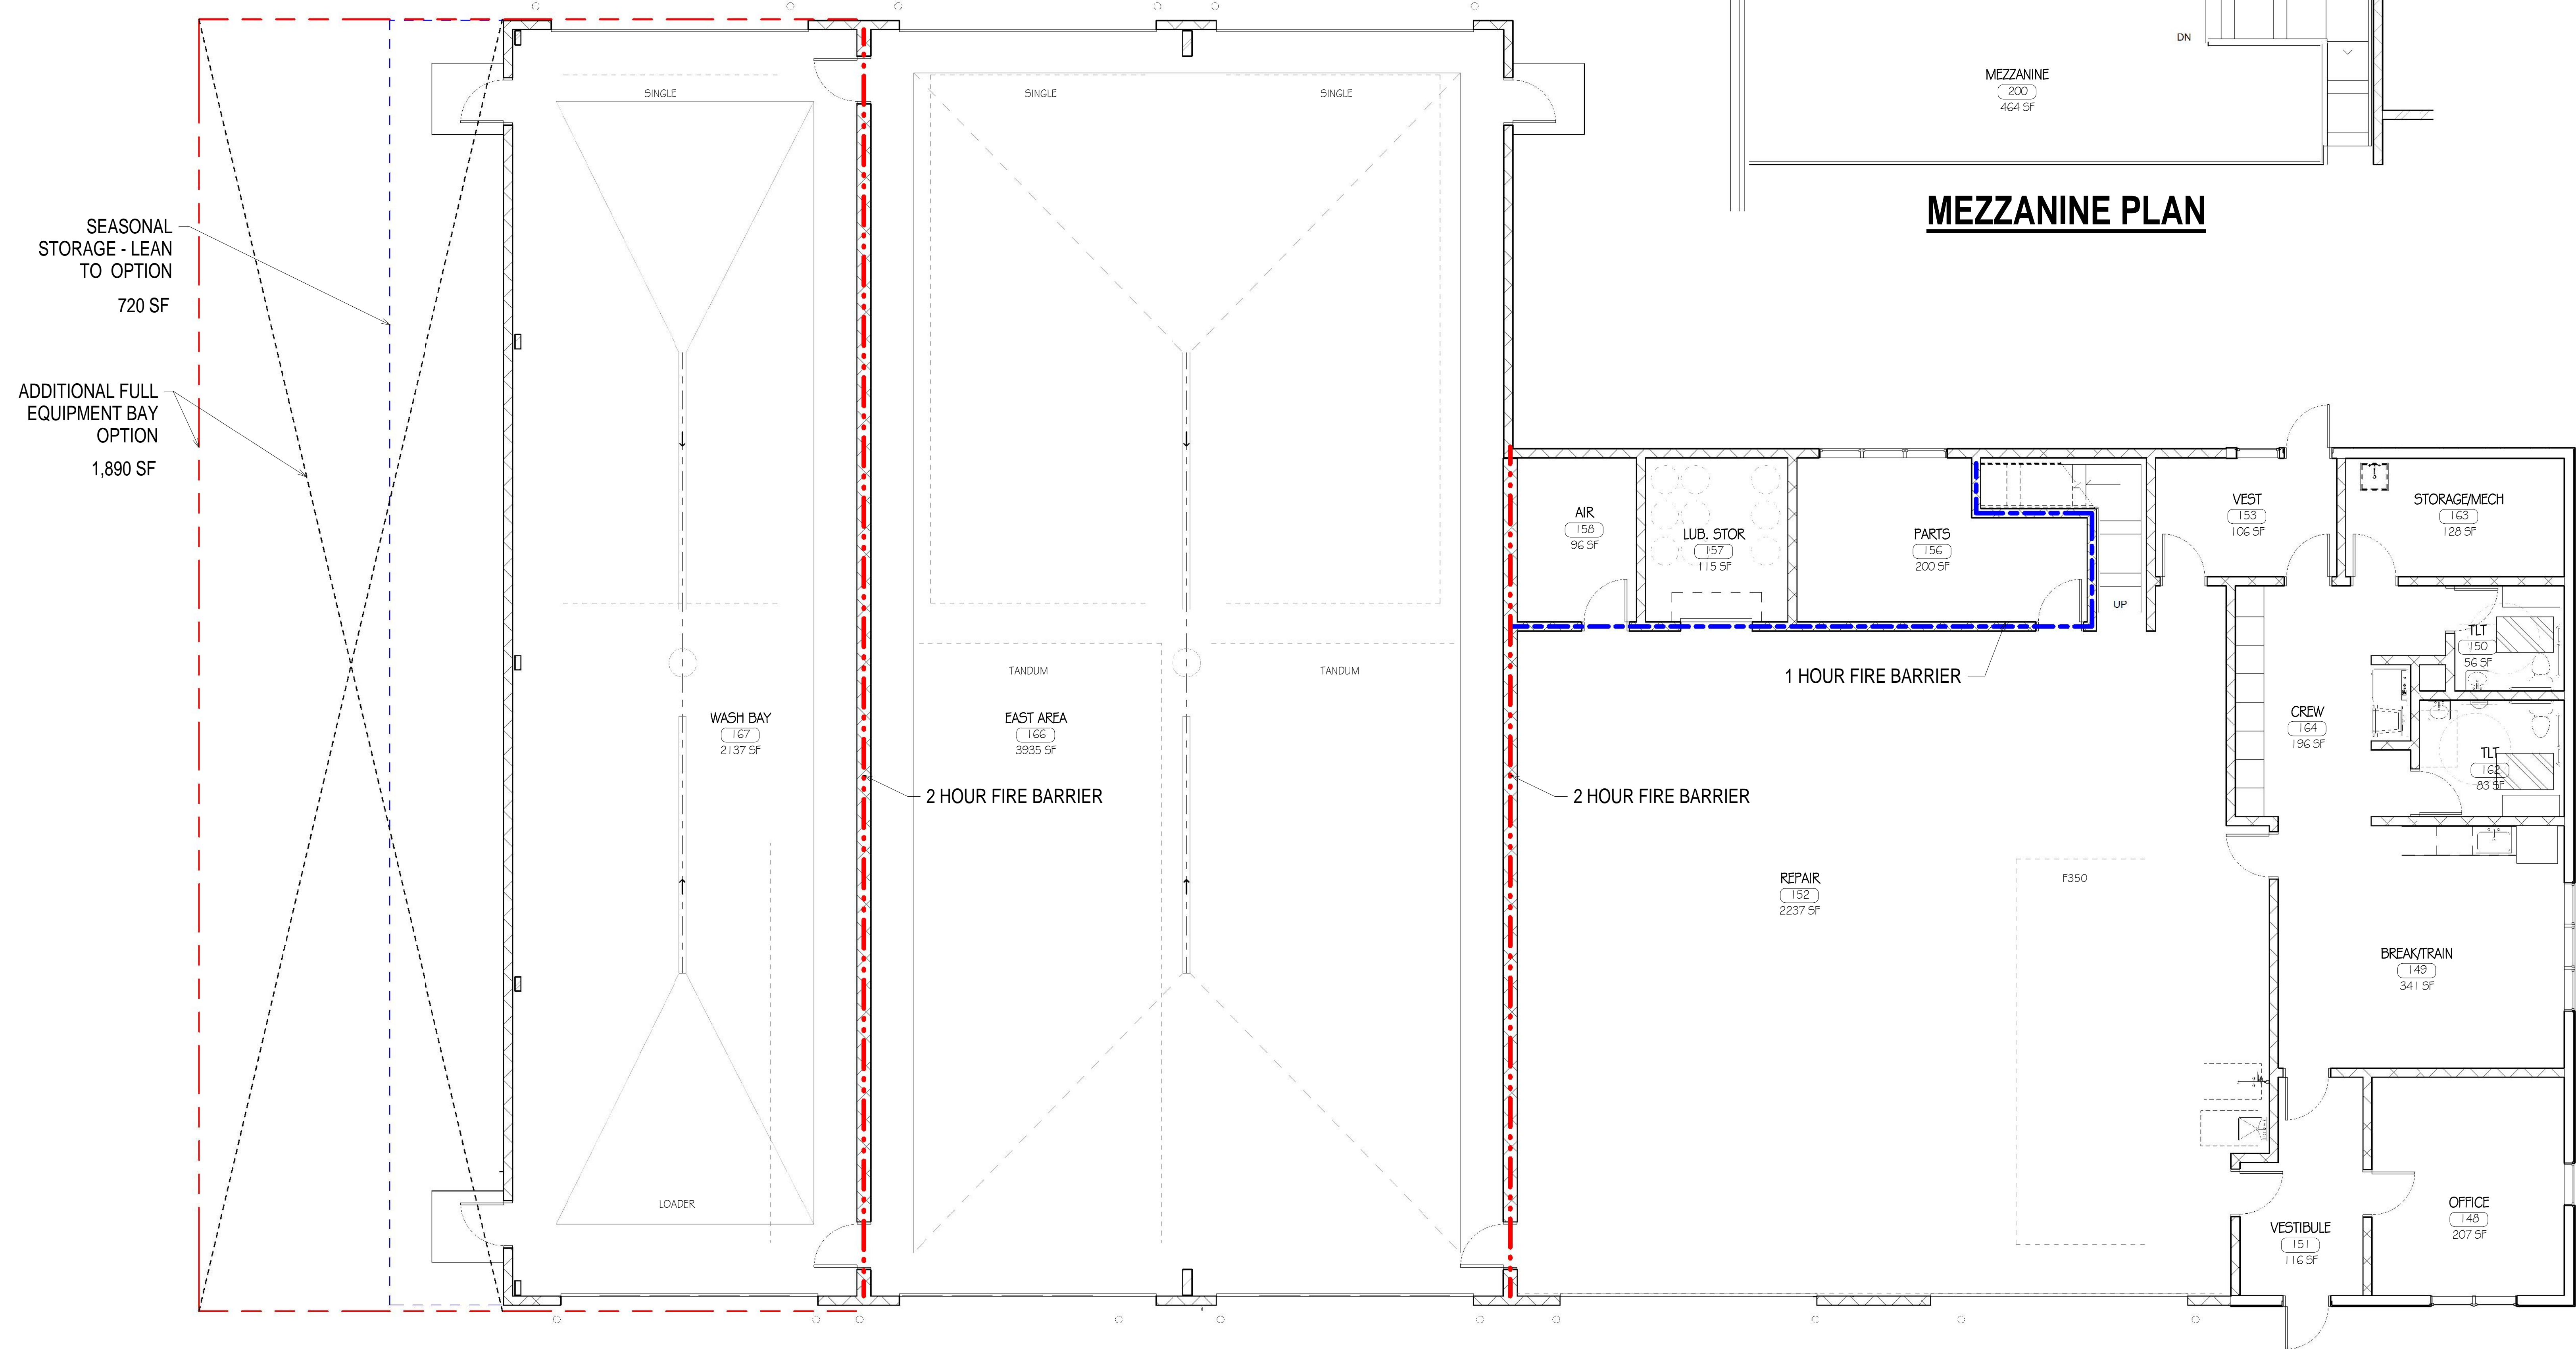 DN
MEZZANINE
200
464 SF
MEZZANINE PLAN
SINGLE
SINGLE
SINGLE
SEASONAL
STORAGE - LEAN
TO OPTION
720 SF
ADDITIONAL FULL
EQUIPMENT BAY
OPTION
1,890 SF
AIR
158
96 SF
LUB. STOR
157
115 SF
PARTS
156
200 SF
UP
VEST
153
106 SF
STORAGE/MECH
163
128 SF
1 HOUR FIRE BARRIER
TANDUM
TANDUM
TLT
150
56 SF
WASH BAY
167
2137 SF
EAST AREA
166
3935 SF
CREW
164
196 SF
TLT
162
83 SF
2 HOUR FIRE BARRIER
2 HOUR FIRE BARRIER
REPAIR
152
2237 SF
F350
BREAK/TRAIN
149
341 SF
LOADER
VESTIBULE
151
116 SF
OFFICE
148
207 SF